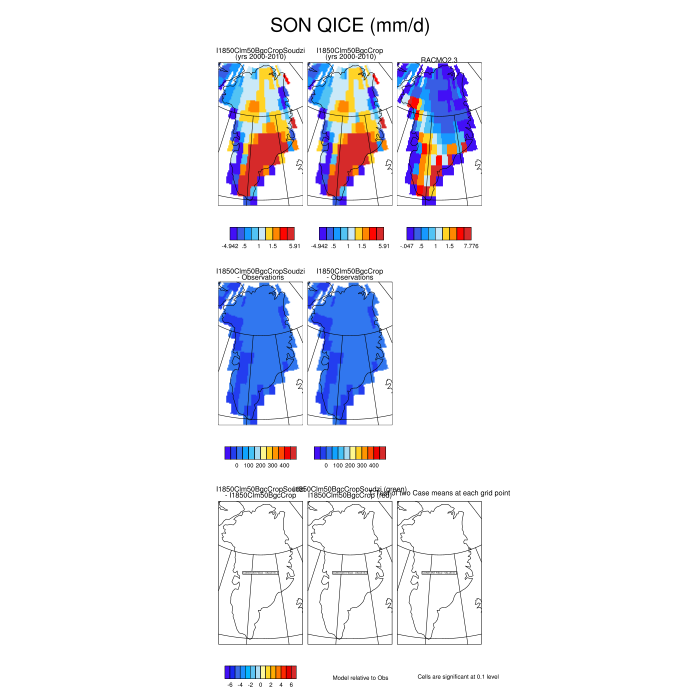 SON QICE (mm/d)
I1850Clm50BgcCropSoudzi
(yrs 2000-2010)
I1850Clm50BgcCrop
(yrs 2000-2010)
RACMO2.3
-4.942 .5 1 1.5 5.91
-4.942 .5 1 1.5 5.91
-.047 .5 1 1.5 7.776
I1850Clm50BgcCropSoudzi
- Observations
I1850Clm50BgcCrop
- Observations
0 100 200 300 400
0 100 200 300 400
- I1850Clm50BgcCrop
I1850Clm50BgcCropSoudzi (green)
I1850Clm50BgcCrop (red)
of two Case means at each grid point
-6 -4 -2 0 2 4 6
Model relative to Obs
Cells are significant at 0.1 level